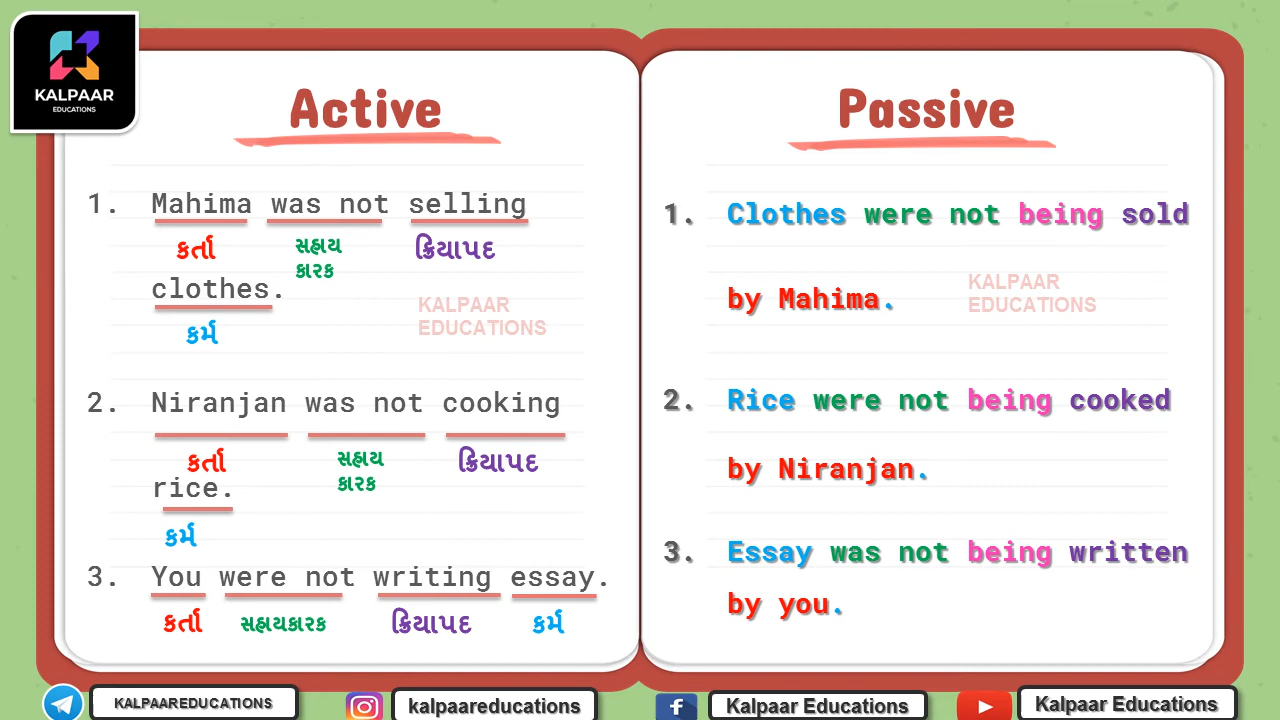 KALPAAR
EDUCATIONS
Active
1. Mahima was not selling
કર્તા સહાય ક્રિયાપદ
કારક
clothes.
કર્મ
KALPAAR
EDUCATIONS
2. Niranjan was not cooking
કર્તા સહાય ક્રિયાપદ
કારક
rice.
કર્મ
3. You were not writing essay.
કર્તા સહાયકારક ક્રિયાપદ કર્મ
Passive
1. Clothes were not being sold
by Mahima.
KALPAAR
EDUCATIONS
2. Rice were not being cooked
by Niranjan.
3. Essay was not being written
by you.
KALPAAREDUCATIONS
kalpaareducations
Kalpaar Educations
Kalpaar Educations